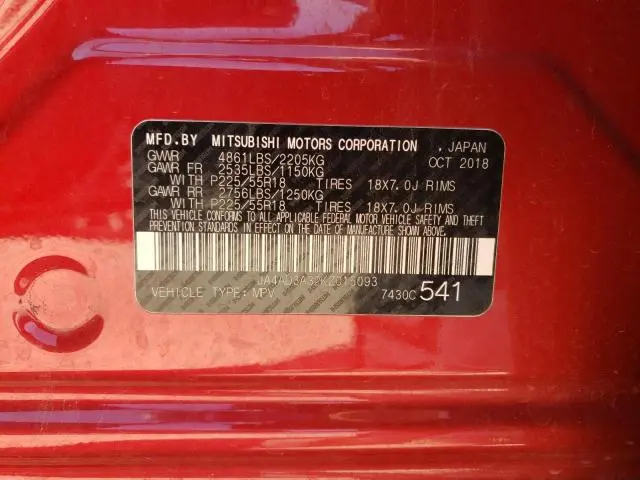 MFD.BY MITSUBISHI MOTORS CORPORATION , JAPAN
GVWR 4861LBS/2205KG OCT 2018
GAWR FR 2535LBS/1150KG
WITH P225/55R18 TIRES 18X7.0J RIMS
GAWR RR 2756LBS/1250KG
WITH P225/55R18 TIRES 18X7.0J RIMS
THIS VEHICLE CONFORMS TO ALL APPLICABLE FEDERAL MOTOR VEHICLE SAFETY AND THEFT
PREVENTION STANDARDS IN EFFECT ON THE DATE OF MANUFACTURE SHOWN ABOVE.
JA4AD3A32KZ015093
VEHICLE TYPE: MPV 7430C 541